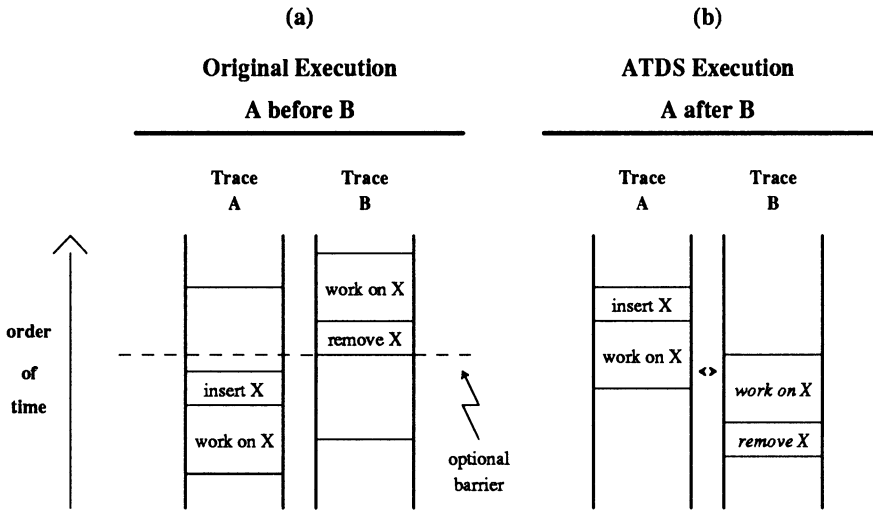 (a)
Original Execution
A before B
Trace
A
Trace
B
order
of
time
work on X
remove X
insert X
work on X
optional
barrier
(b)
ATDS Execution
A after B
Trace
A
Trace
B
insert X
work on X
<>
work on X
remove X